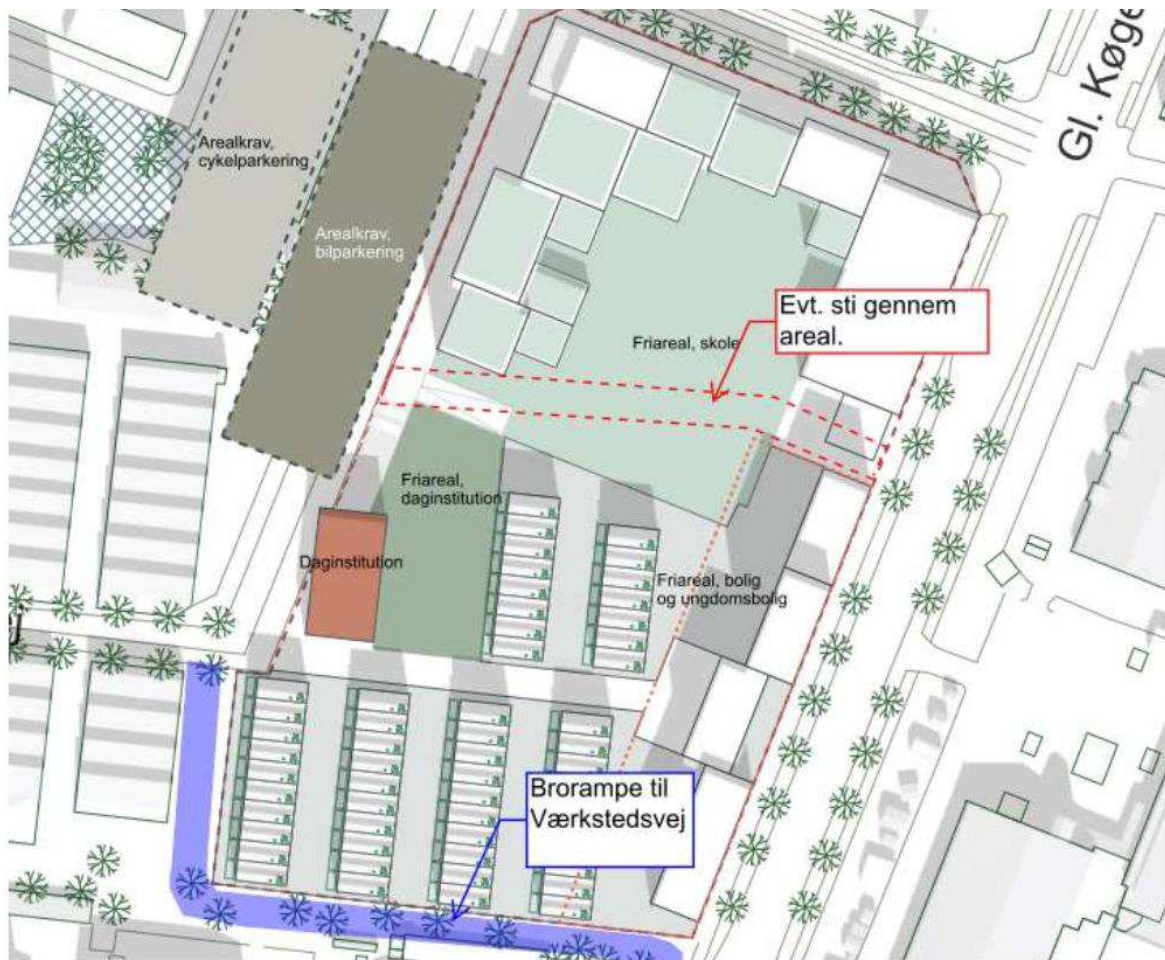 Gl. Køge
Arealkrav,
cykelparkering
Arealkrav,
bilparkering
Evt. sti gennem
areal.
Friareal, skole
Friareal,
daginstitution
Daginstitution
Friareal, bolig
og ungdomsbolig
ej
Brorampe til
Værkstedsvej